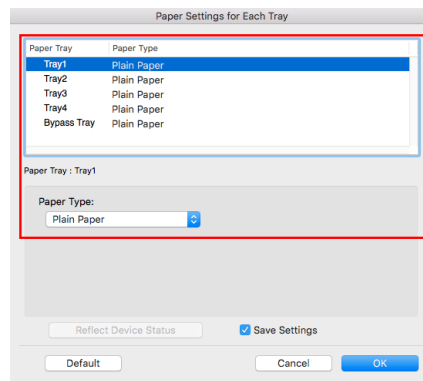 Paper Settings for Each Tray
Paper Tray Paper Type
Tray1 Plain Paper
Tray2 Plain Paper
Tray3 Plain Paper
Tray4 Plain Paper
Bypass Tray Plain Paper
Paper Tray : Tray1
Paper Type:
Plain Paper
Reflect Device Status Save Settings
Default Cancel OK